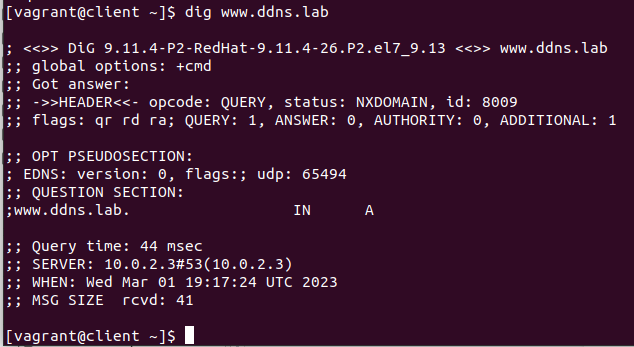 [vagrant@client ~]$ dig www.ddns.lab
; <<>> DiG 9.11.4-P2-RedHat-9.11.4-26.P2.el7_9.13 <<>> www.ddns.lab
;; global options: +cmd
;; Got answer:
;; ->>HEADER<<- opcode: QUERY, status: NXDOMAIN, id: 8009
;; flags: qr rd ra; QUERY: 1, ANSWER: 0, AUTHORITY: 0, ADDITIONAL: 1
;; OPT PSEUDOSECTION:
; EDNS: version: 0, flags:; udp: 65494
;; QUESTION SECTION:
;www.ddns.lab. IN A
;; Query time: 44 msec
;; SERVER: 10.0.2.3#53(10.0.2.3)
;; WHEN: Wed Mar 01 19:17:24 UTC 2023
;; MSG SIZE rcvd: 41
[vagrant@client ~]$